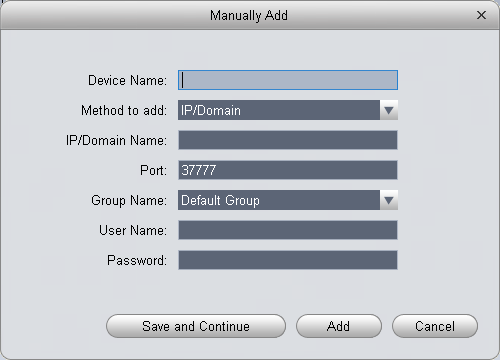 Manually Add
Device Name:
Method to add: IP/Domain
IP/Domain Name:
Port: 37777
Group Name: Default Group
User Name:
Password:
Save and Continue Add Cancel